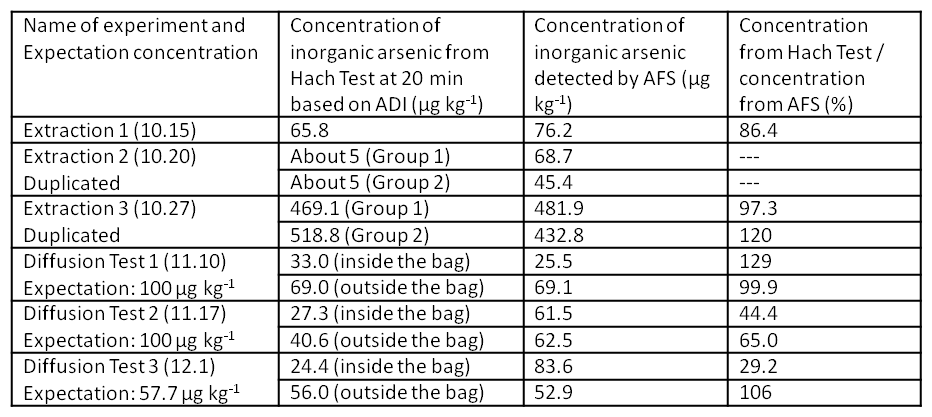 Name of experiment and
Expectation concentration
Concentration of
inorganic arsenic from
Hach Test at 20 min
based on ADI (µg kg⁻¹)
Concentration of
inorganic arsenic
detected by AFS (µg
kg⁻¹)
Concentration
from Hach Test /
concentration
from AFS (%)
Extraction 1 (10.15)
65.8
76.2
86.4
Extraction 2 (10.20)
Duplicated
About 5 (Group 1)
68.7
---
About 5 (Group 2)
45.4
---
Extraction 3 (10.27)
Duplicated
469.1 (Group 1)
481.9
97.3
518.8 (Group 2)
432.8
120
Diffusion Test 1 (11.10)
Expectation: 100 µg kg⁻¹
33.0 (inside the bag)
25.5
129
69.0 (outside the bag)
69.1
99.9
Diffusion Test 2 (11.17)
Expectation: 100 µg kg⁻¹
27.3 (inside the bag)
61.5
44.4
40.6 (outside the bag)
62.5
65.0
Diffusion Test 3 (12.1)
Expectation: 57.7 µg kg⁻¹
24.4 (inside the bag)
83.6
29.2
56.0 (outside the bag)
52.9
106